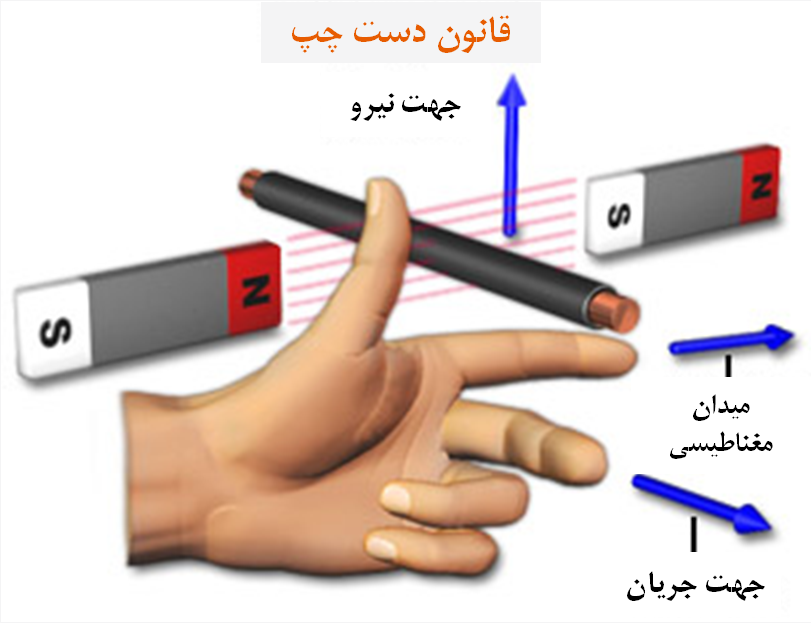 قانون دست چپ
جهت نیرو
N
S
N
S
میدان
مغناطیسی
جهت جریان